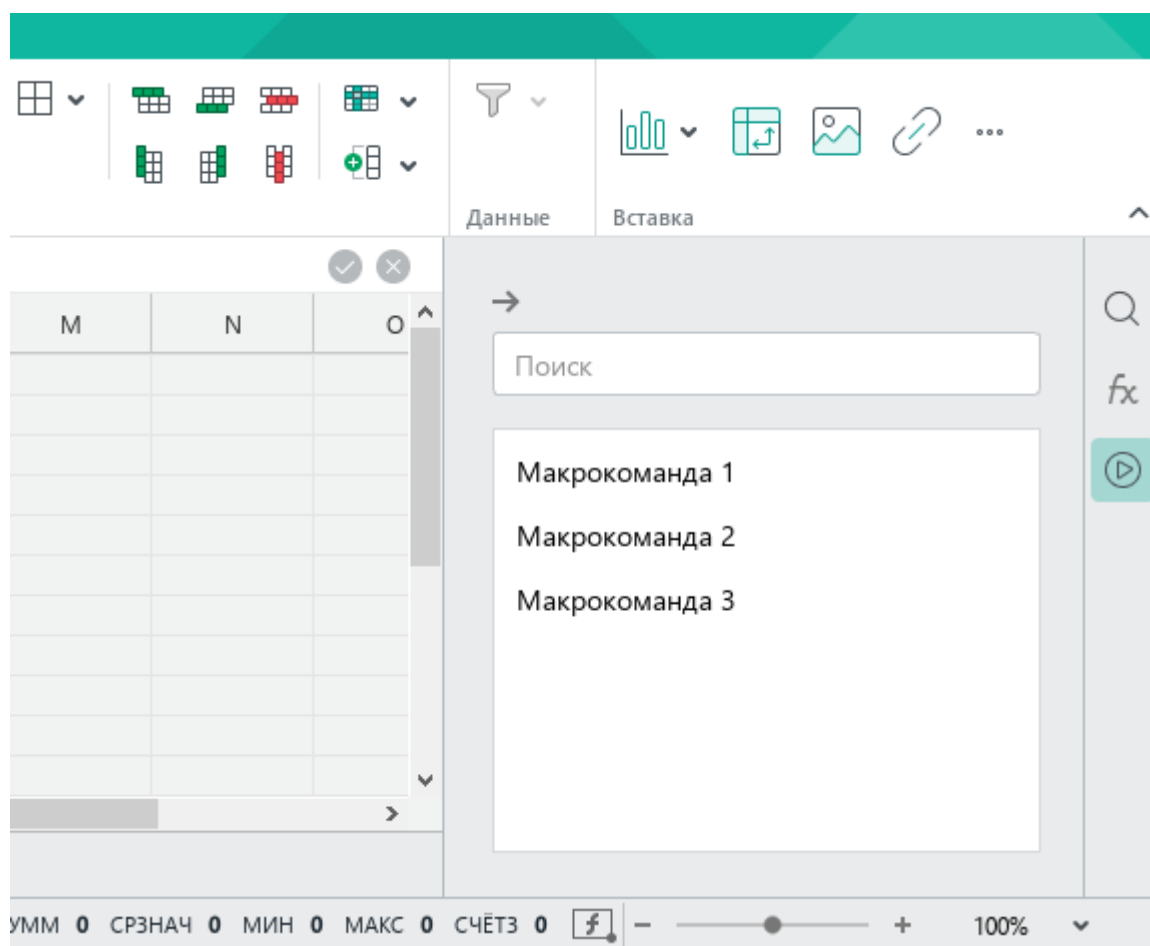 Данные
Вставка
M N O
Поиск
fx
Макрокоманда 1
Макрокоманда 2
Макрокоманда 3
УММ 0 СРЗНАЧ 0 МИН 0 МАКС 0 СЧЁТЗ 0 f − + 100%